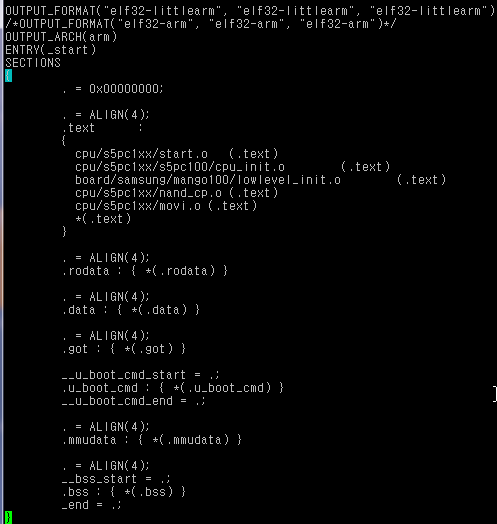 OUTPUT_FORMAT("elf32-littlearm", "elf32-littlearm", "elf32-littlearm")
/*OUTPUT_FORMAT("elf32-arm", "elf32-arm", "elf32-arm")*/
OUTPUT_ARCH(arm)
ENTRY(_start)
SECTIONS
{
        . = 0x00000000;

        . = ALIGN(4);
        .text      :
        {
          cpu/s5pc1xx/start.o   (.text)
          cpu/s5pc1xx/s5pc100/cpu_init.o        (.text)
          board/samsung/mango100/lowlevel_init.o        (.text)
          cpu/s5pc1xx/nand_cp.o (.text)
          cpu/s5pc1xx/movi.o (.text)
          *(.text)
        }

        . = ALIGN(4);
        .rodata : { *(.rodata) }

        . = ALIGN(4);
        .data : { *(.data) }

        . = ALIGN(4);
        .got : { *(.got) }

        __u_boot_cmd_start = .;
        .u_boot_cmd : { *(.u_boot_cmd) }
        __u_boot_cmd_end = .;

        . = ALIGN(4);
        .mmudata : { *(.mmudata) }

        . = ALIGN(4);
        __bss_start = .;
        .bss : { *(.bss) }
        _end = .;
}